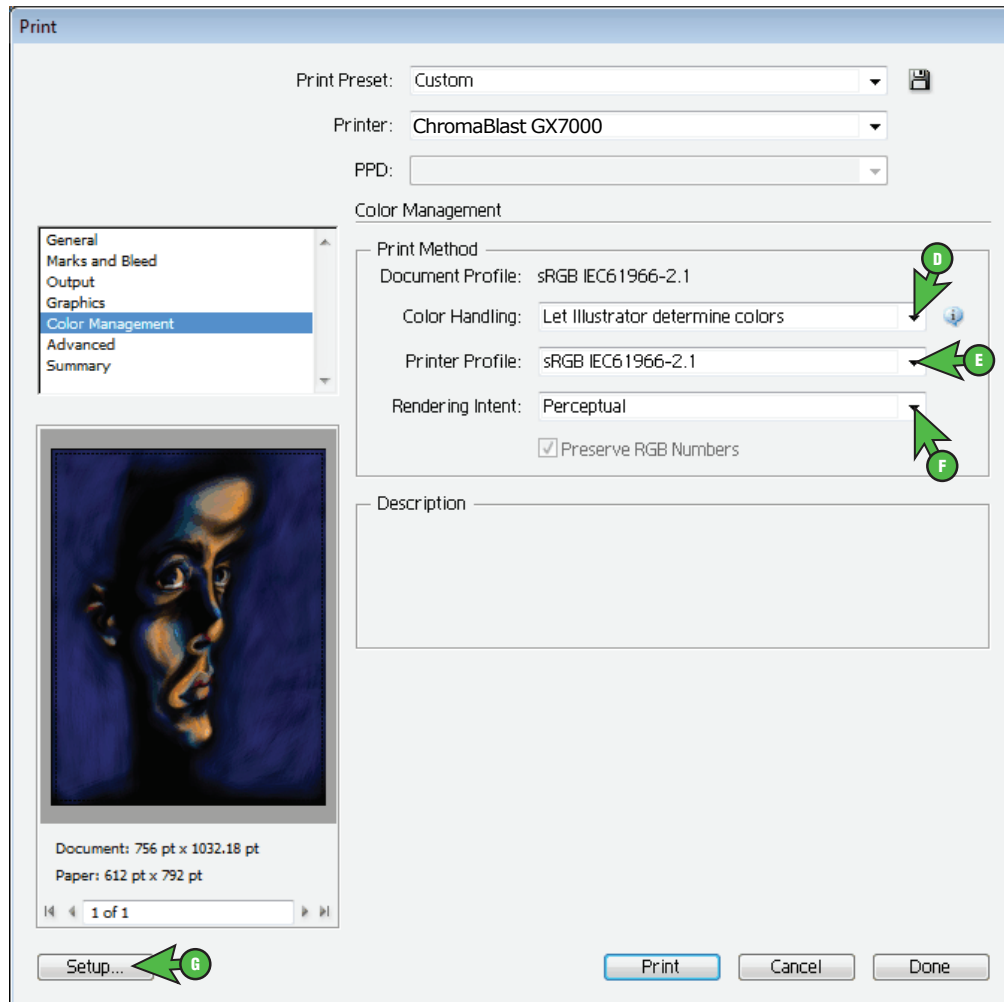 Print
Print Preset: Custom
Printer: ChromaBlast GX7000
PPD:
Color Management
General
Marks and Bleed
Output
Graphics
Color Management
Advanced
Summary
Print Method
Document Profile: sRGB IEC61966-2.1
D
Color Handling: Let Illustrator determine colors
Printer Profile: sRGB IEC61966-2.1
E
Rendering Intent: Perceptual
Preserve RGB Numbers
F
Description
Document: 756 pt x 1032.18 pt
Paper: 612 pt x 792 pt
1 of 1
Setup...
G
Print
Cancel
Done